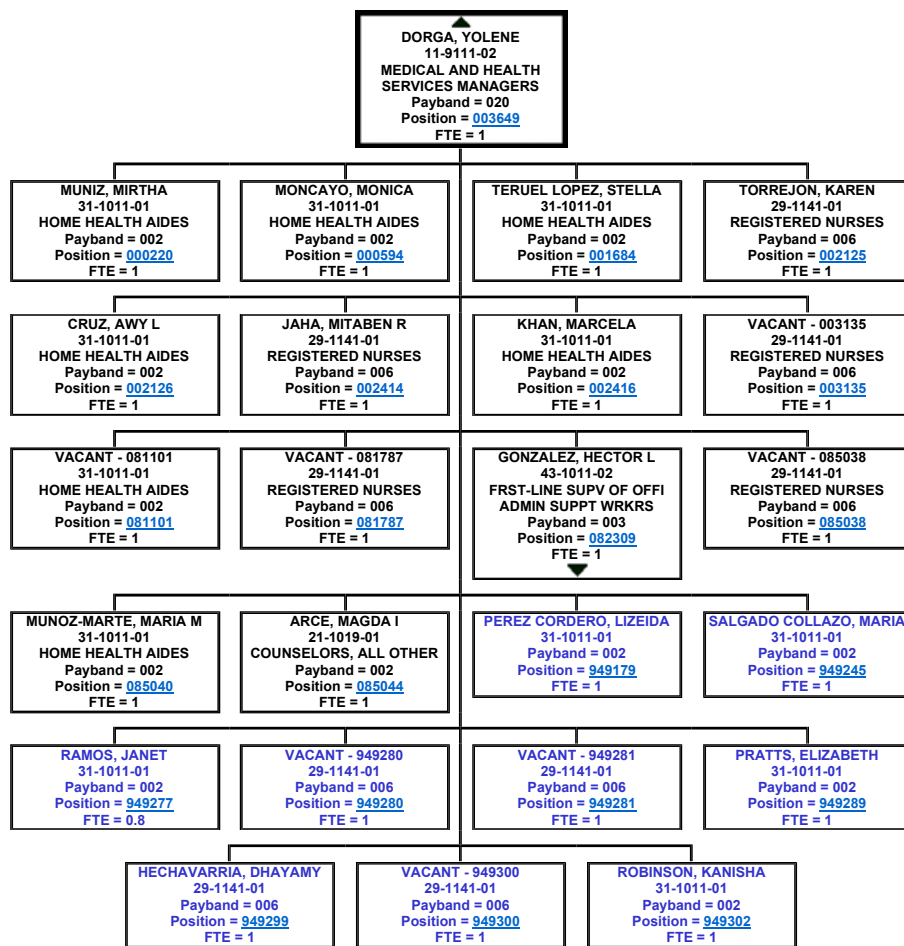 DORGA, YOLENE
11-9111-02
MEDICAL AND HEALTH
SERVICES MANAGERS
Payband = 020
Position = 003649
FTE = 1
MUNIZ, MIRTHA
31-1011-01
HOME HEALTH AIDES
Payband = 002
Position = 000220
FTE = 1
MONCAYO, MONICA
31-1011-01
HOME HEALTH AIDES
Payband = 002
Position = 000594
FTE = 1
TERUEL LOPEZ, STELLA
31-1011-01
HOME HEALTH AIDES
Payband = 002
Position = 001684
FTE = 1
TORREJON, KAREN
29-1141-01
REGISTERED NURSES
Payband = 006
Position = 002125
FTE = 1
CRUZ, AWY L
31-1011-01
HOME HEALTH AIDES
Payband = 002
Position = 002126
FTE = 1
JAHA, MITABEN R
29-1141-01
REGISTERED NURSES
Payband = 006
Position = 002414
FTE = 1
KHAN, MARCELA
31-1011-01
HOME HEALTH AIDES
Payband = 002
Position = 002416
FTE = 1
VACANT - 003135
29-1141-01
REGISTERED NURSES
Payband = 006
Position = 003135
FTE = 1
VACANT - 081101
31-1011-01
HOME HEALTH AIDES
Payband = 002
Position = 081101
FTE = 1
VACANT - 081787
29-1141-01
REGISTERED NURSES
Payband = 006
Position = 081787
FTE = 1
GONZALEZ, HECTOR L
43-1011-02
FRST-LINE SUPV OF OFFI
ADMIN SUPPT WRKRS
Payband = 003
Position = 082309
FTE = 1
VACANT - 085038
29-1141-01
REGISTERED NURSES
Payband = 006
Position = 085038
FTE = 1
MUNOZ-MARTE, MARIA M
31-1011-01
HOME HEALTH AIDES
Payband = 002
Position = 085040
FTE = 1
ARCE, MAGDA I
21-1019-01
COUNSELORS, ALL OTHER
Payband = 002
Position = 085044
FTE = 1
PEREZ CORDERO, LIZEIDA
31-1011-01
Payband = 002
Position = 949179
FTE = 1
SALGADO COLLAZO, MARIA
31-1011-01
Payband = 002
Position = 949245
FTE = 1
RAMOS, JANET
31-1011-01
Payband = 002
Position = 949277
FTE = 0.8
VACANT - 949280
29-1141-01
Payband = 006
Position = 949280
FTE = 1
VACANT - 949281
29-1141-01
Payband = 006
Position = 949281
FTE = 1
PRATTS, ELIZABETH
31-1011-01
Payband = 002
Position = 949289
FTE = 1
HECHAVARRIA, DHAYAMY
29-1141-01
Payband = 006
Position = 949299
FTE = 1
VACANT - 949300
29-1141-01
Payband = 006
Position = 949300
FTE = 1
ROBINSON, KANISHA
31-1011-01
Payband = 002
Position = 949302
FTE = 1